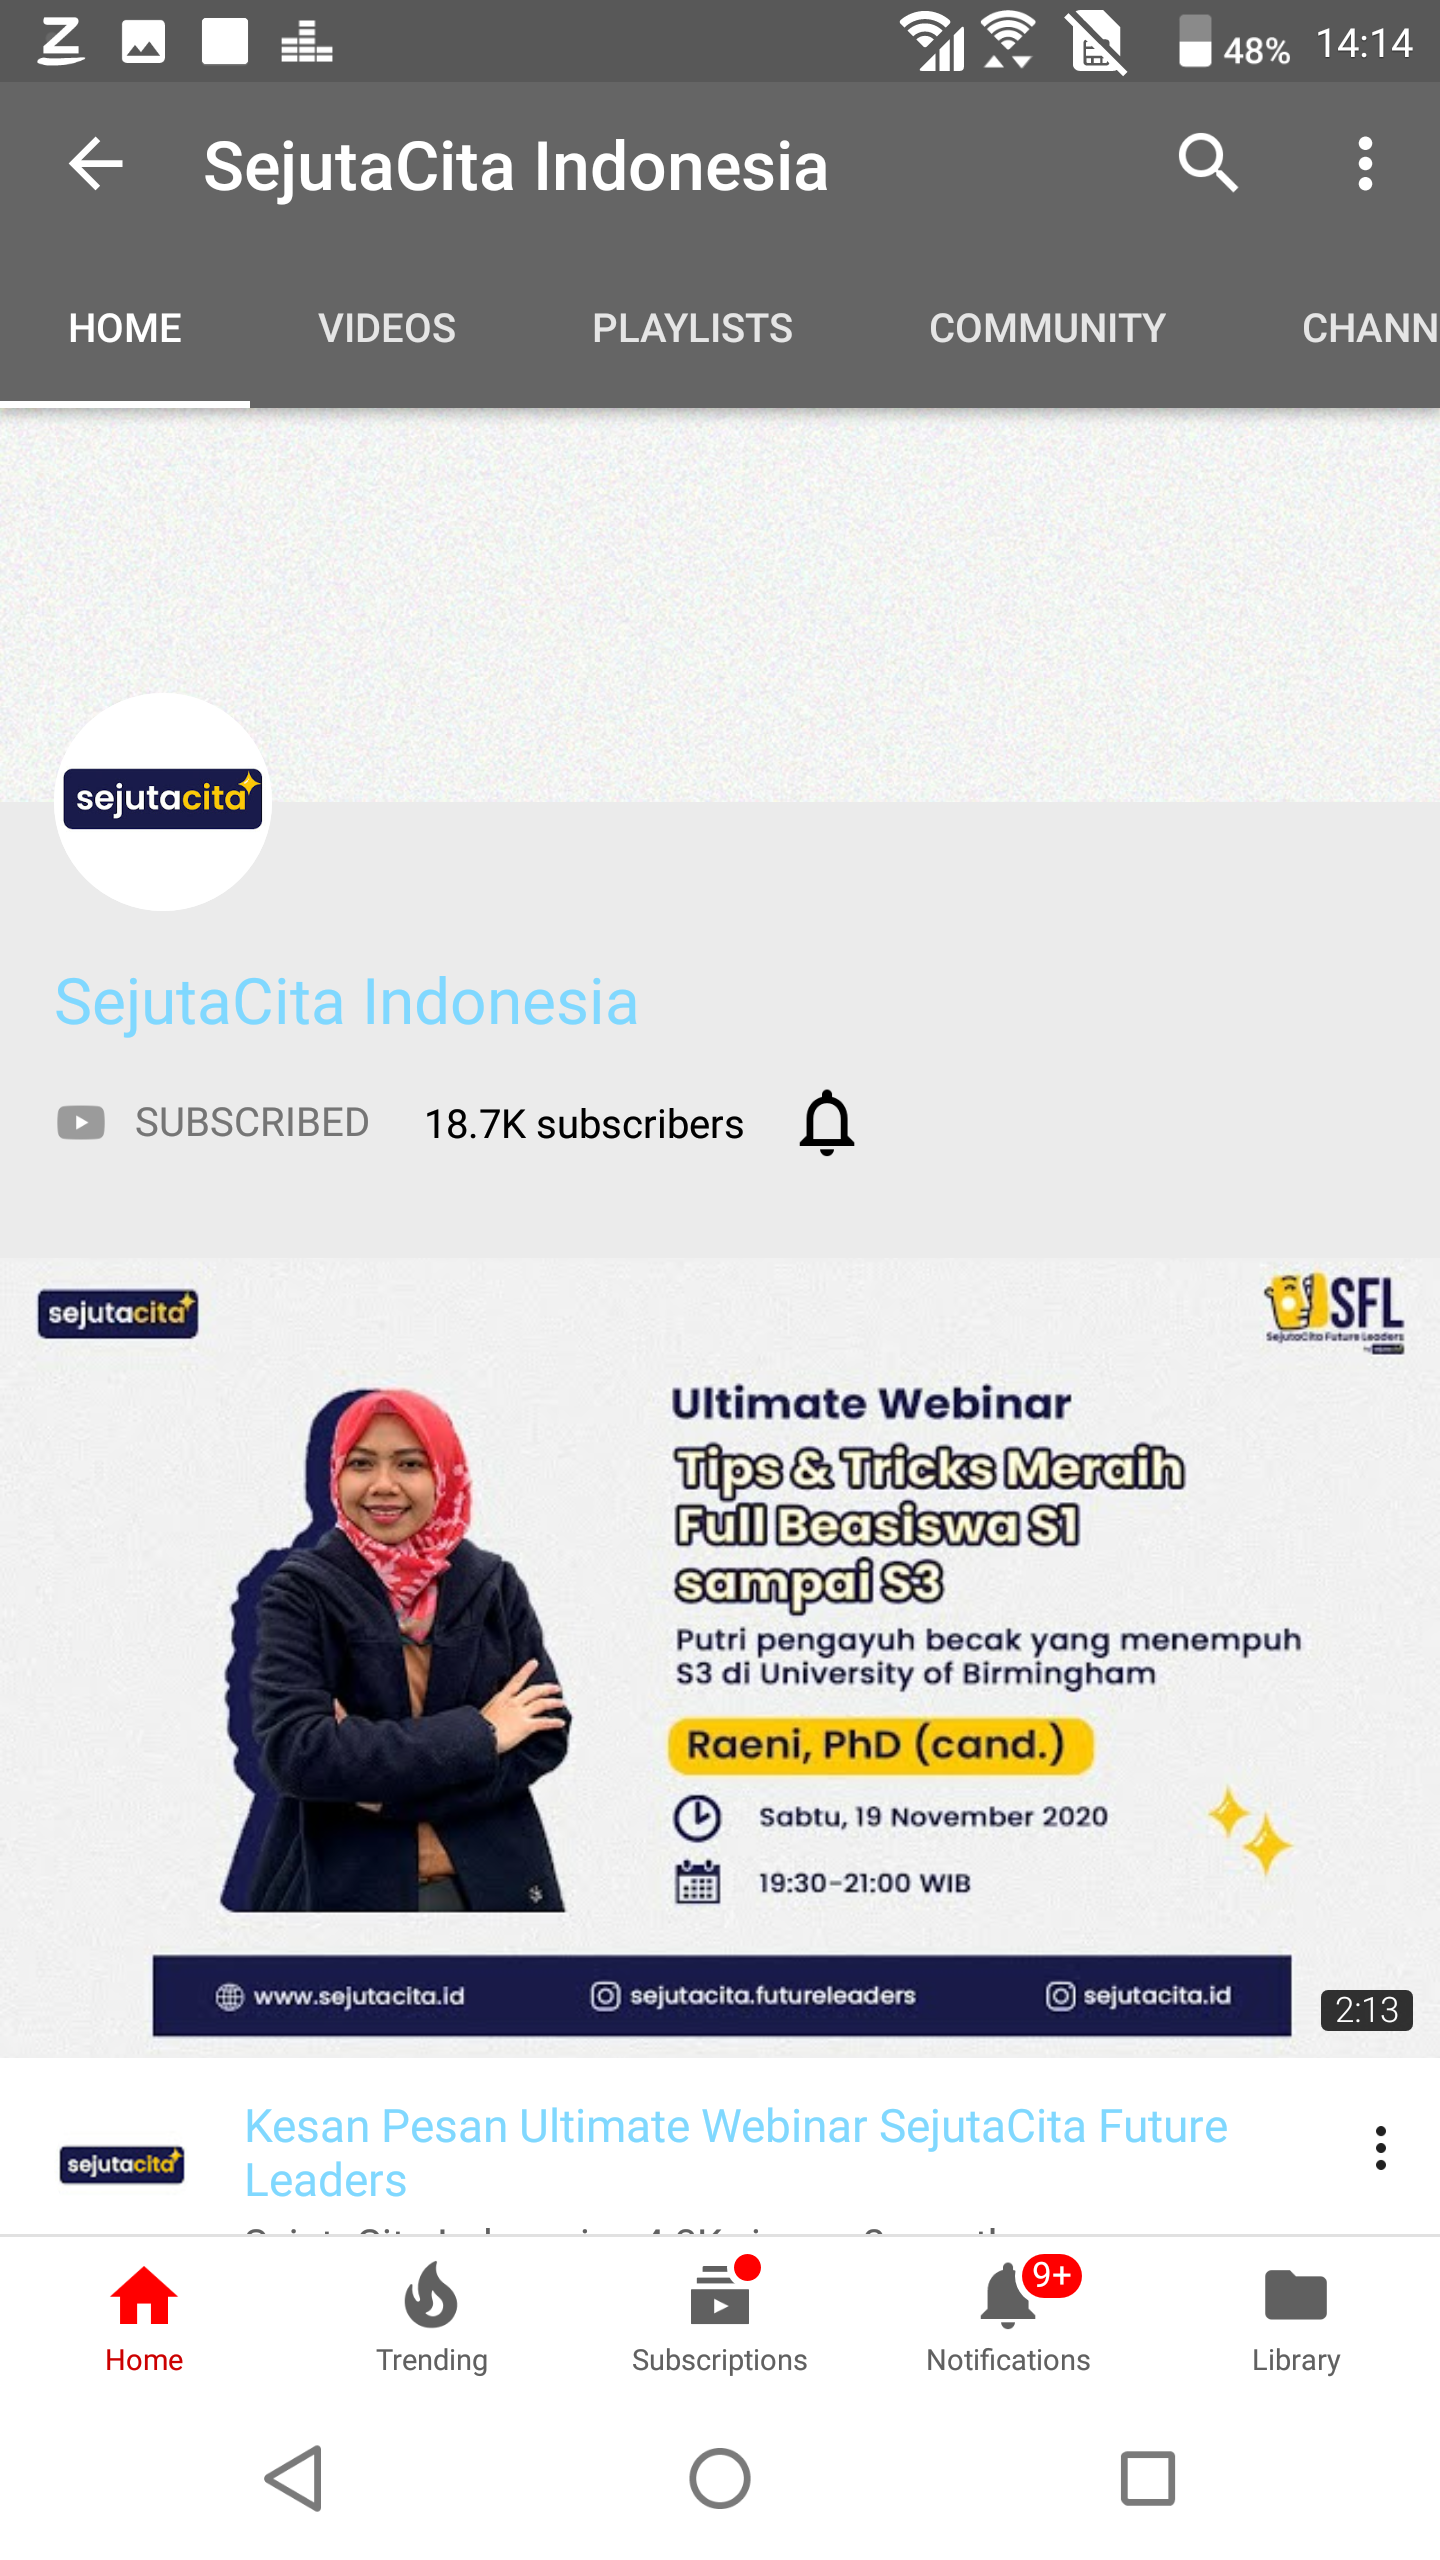 48% 14:14
SejutaCita Indonesia
HOME VIDEOS PLAYLISTS COMMUNITY CHANN
sejutacita
SejutaCita Indonesia
SUBSCRIBED 18.7K subscribers
sejutacita
SFL
SejutaCita Future Leaders
Ultimate Webinar
Tips & Tricks Meraih
Full Beasiswa S1
sampai S3
Putri pengayuh becak yang menempuh
S3 di University of Birmingham
Raeni, PhD (cand.)
Sabtu, 19 November 2020
19:30-21:00 WIB
www.sejutacita.id sejutacita.futureleaders sejutacita.id
2:13
sejutacita
Kesan Pesan Ultimate Webinar SejutaCita Future
Leaders
9+
Home Trending Subscriptions Notifications Library